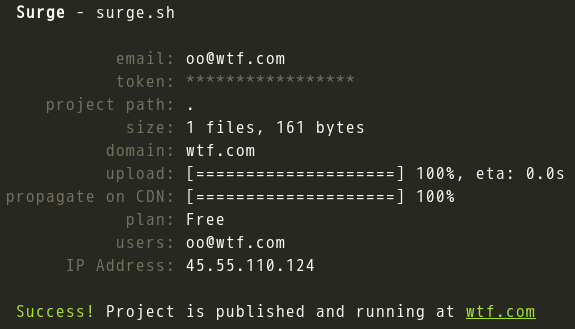 Surge - surge.sh
email: oo@wtf.com
token: *****************
project path: .
size: 1 files, 161 bytes
domain: wtf.com
upload: [====================] 100%, eta: 0.0s
propagate on CDN: [====================] 100%
plan: Free
users: oo@wtf.com
IP Address: 45.55.110.124
Success! Project is published and running at wtf.com